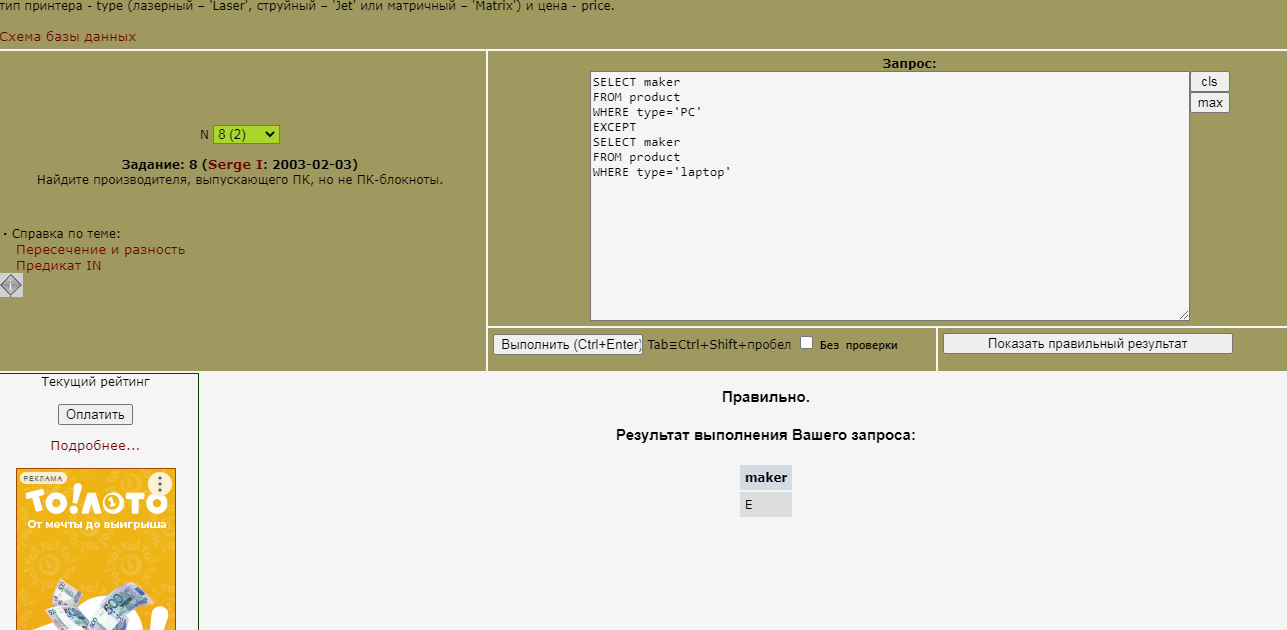 тип принтера - type (лазерный – 'Laser', струйный – 'Jet' или матричный – 'Matrix') и цена - price.
Схема базы данных
N 8 (2)
Задание: 8 (Serge I: 2003-02-03)
Найдите производителя, выпускающего ПК, но не ПК-блокноты.
· Справка по теме:
Пересечение и разность
Предикат IN
Запрос:
SELECT maker
FROM product
WHERE type='PC'
EXCEPT
SELECT maker
FROM product
WHERE type='laptop'
cls
max
Выполнить (Ctrl+Enter) Tab≡Ctrl+Shift+пробел Без проверки
Показать правильный результат
Текущий рейтинг
Оплатить
Подробнее...
РЕКЛАМА
ТО!ЛОТО
От мечты до выигрыша
Правильно.
Результат выполнения Вашего запроса:
maker
E